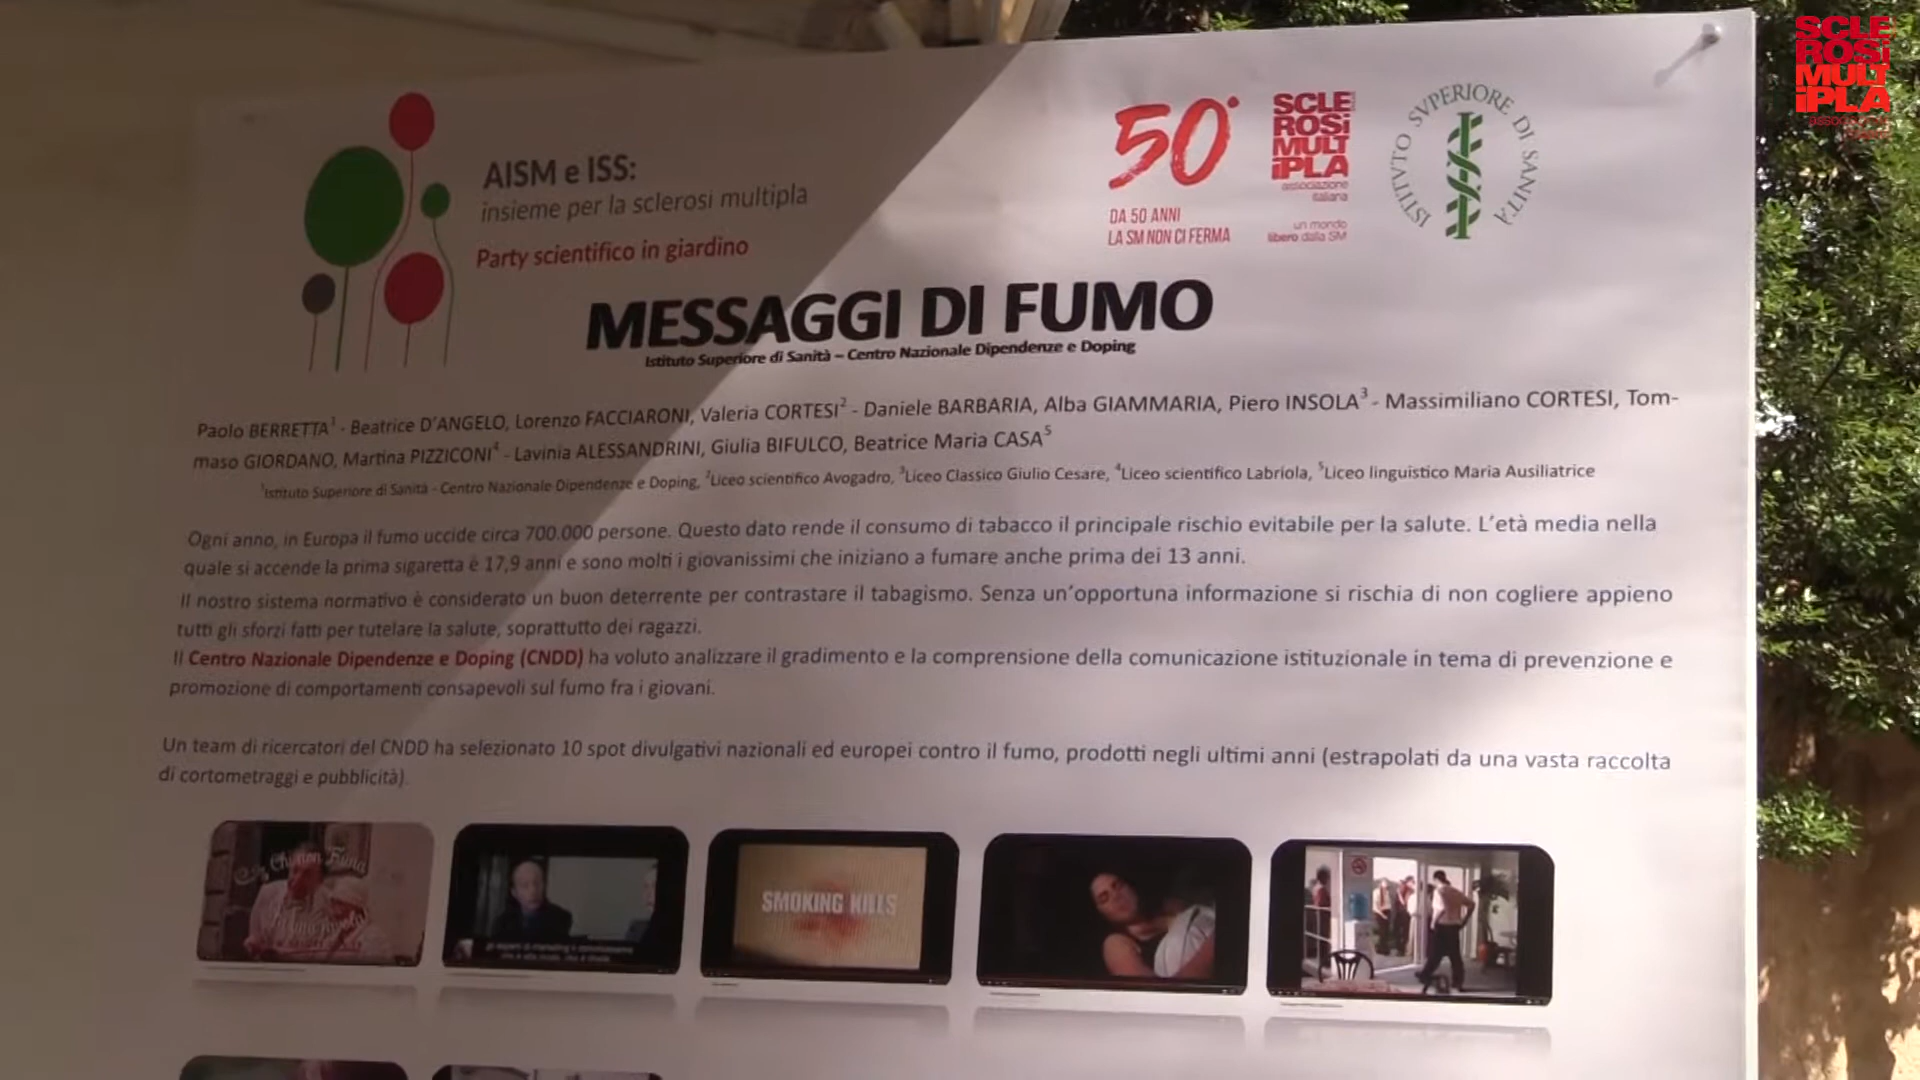 SCLE
ROSi
MULT
iPLA
AISM e ISS:
insieme per la sclerosi multipla
Party scientifico in giardino
50°
DA 50 ANNI
LA SM NON CI FERMA
SCLE
ROSi
MULT
iPLA
associazione
italiana
un mondo
libero dalla SM
ISTITVTO SVPERIORE DI SANITÀ
MESSAGGI DI FUMO
Istituto Superiore di Sanità – Centro Nazionale Dipendenze e Doping
Paolo BERRETTA¹ - Beatrice D'ANGELO, Lorenzo FACCIARONI, Valeria CORTESI² - Daniele BARBARIA, Alba GIAMMARIA, Piero INSOLA³ - Massimiliano CORTESI, Tom-
maso GIORDANO, Martina PIZZICONI⁴ - Lavinia ALESSANDRINI, Giulia BIFULCO, Beatrice Maria CASA⁵
¹Istituto Superiore di Sanità - Centro Nazionale Dipendenze e Doping, ²Liceo scientifico Avogadro, ³Liceo Classico Giulio Cesare, ⁴Liceo scientifico Labriola, ⁵Liceo linguistico Maria Ausiliatrice
Ogni anno, in Europa il fumo uccide circa 700.000 persone. Questo dato rende il consumo di tabacco il principale rischio evitabile per la salute. L'età media nella
quale si accende la prima sigaretta è 17,9 anni e sono molti i giovanissimi che iniziano a fumare anche prima dei 13 anni.
Il nostro sistema normativo è considerato un buon deterrente per contrastare il tabagismo. Senza un'opportuna informazione si rischia di non cogliere appieno
tutti gli sforzi fatti per tutelare la salute, soprattutto dei ragazzi.
Il Centro Nazionale Dipendenze e Doping (CNDD) ha voluto analizzare il gradimento e la comprensione della comunicazione istituzionale in tema di prevenzione e
promozione di comportamenti consapevoli sul fumo fra i giovani.
Un team di ricercatori del CNDD ha selezionato 10 spot divulgativi nazionali ed europei contro il fumo, prodotti negli ultimi anni (estrapolati da una vasta raccolta
di cortometraggi e pubblicità).
SMOKING KILLS